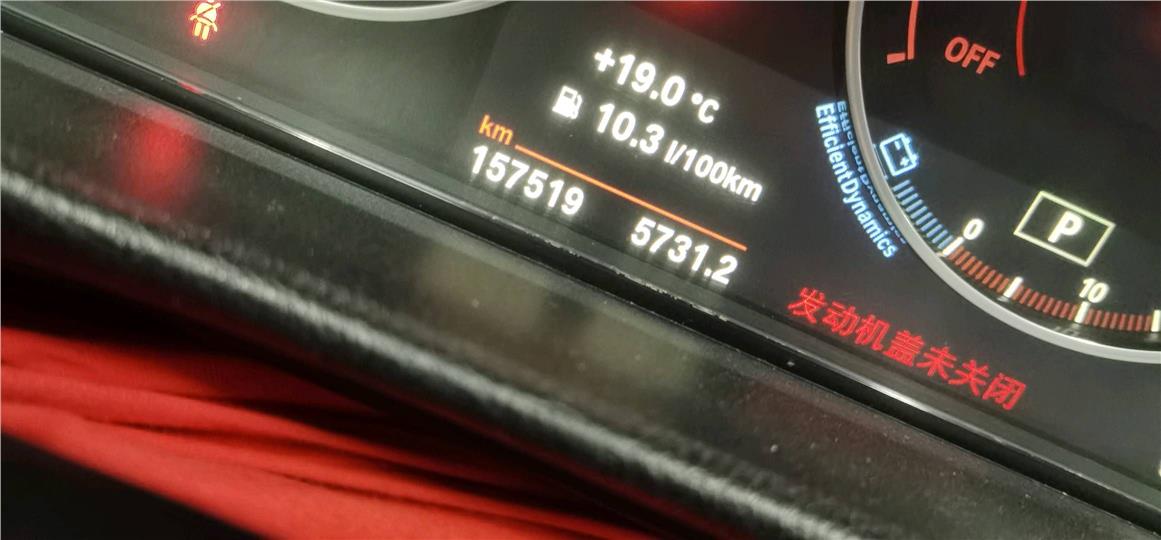 +19.0 °C
10.3 l/100km
km
157519 5731.2
OFF
EfficientDynamics
0
P
10
发动机盖未关闭